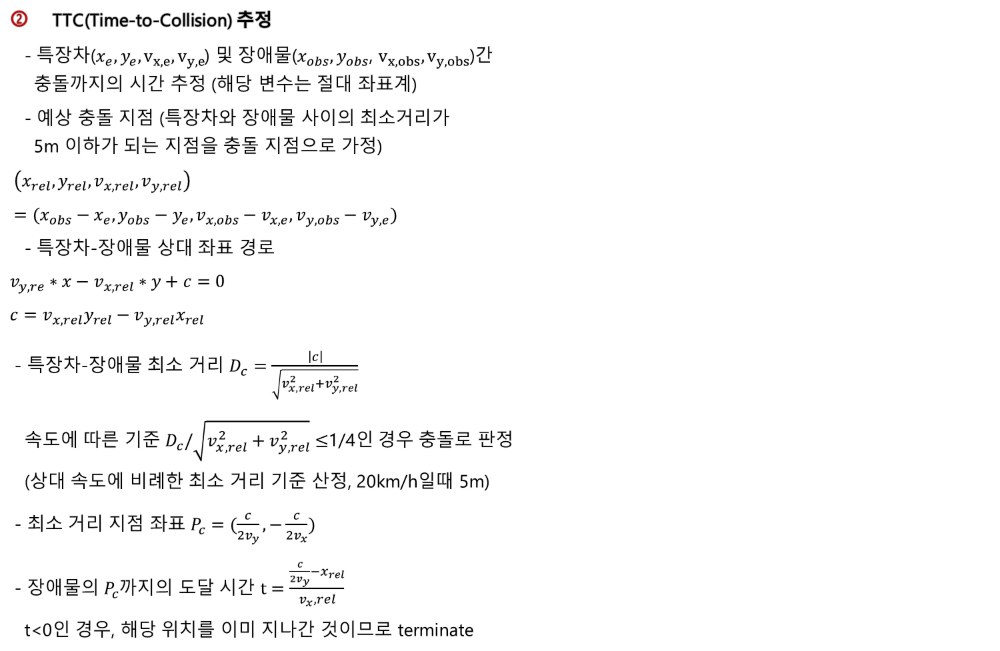 ② TTC(Time-to-Collision) 추정
- 특장차(x_e, y_e, v_x,e, v_y,e) 및 장애물(x_obs, y_obs, v_x,obs, v_y,obs)간
충돌까지의 시간 추정 (해당 변수는 절대 좌표계)
- 예상 충돌 지점 (특장차와 장애물 사이의 최소거리가
5m 이하가 되는 지점을 충돌 지점으로 가정)
(x_rel, y_rel, v_x,rel, v_y,rel)
= (x_obs − x_e, y_obs − y_e, v_x,obs − v_x,e, v_y,obs − v_y,e)
- 특장차-장애물 상대 좌표 경로
v_y,re * x − v_x,rel * y + c = 0
c = v_x,rel y_rel − v_y,rel x_rel
- 특장차-장애물 최소 거리 D_c = |c| / √(v²_x,rel + v²_y,rel)
속도에 따른 기준 D_c/√(v²_x,rel + v²_y,rel) ≤1/4인 경우 충돌로 판정
(상대 속도에 비례한 최소 거리 기준 산정, 20km/h일때 5m)
- 최소 거리 지점 좌표 P_c = (c/2v_y, − c/2v_x)
- 장애물의 P_c까지의 도달 시간 t = (c/2v_y − x_rel) / v_x,rel
t<0인 경우, 해당 위치를 이미 지나간 것이므로 terminate